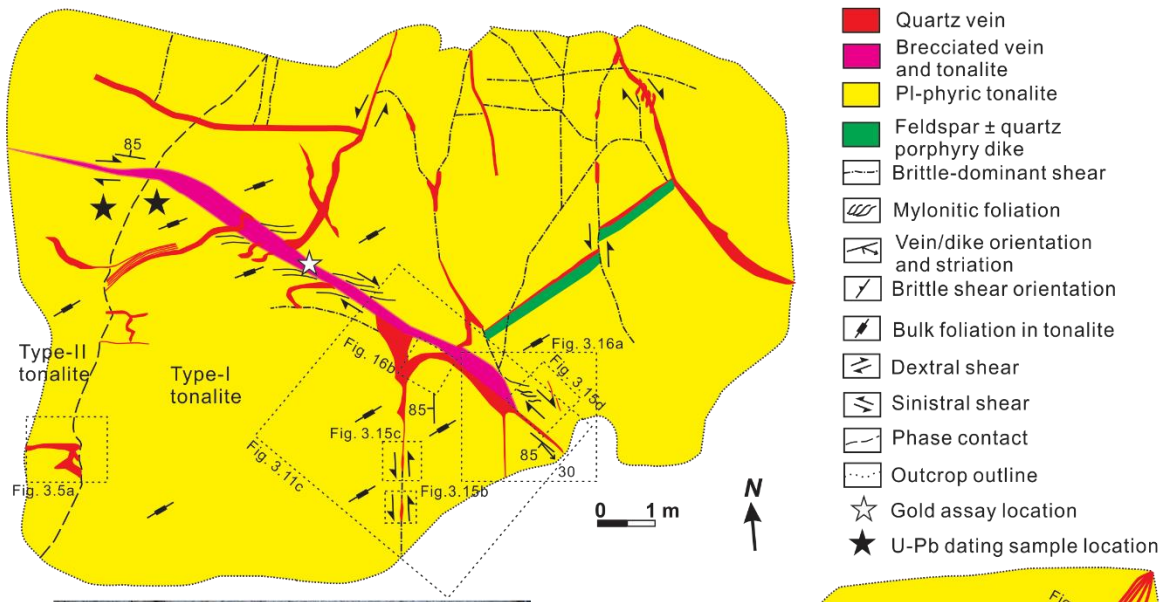 85
Type-II
tonalite
Type-I
tonalite
Fig. 16b
Fig. 3.16a
Fig. 3.15d
85
Fig. 3.15c
Fig. 3.11c
Fig. 3.15b
85
30
Fig. 3.5a
0 1 m
N
Quartz vein
Brecciated vein
and tonalite
Pl-phyric tonalite
Feldspar ± quartz
porphyry dike
Brittle-dominant shear
Mylonitic foliation
Vein/dike orientation
and striation
Brittle shear orientation
Bulk foliation in tonalite
Dextral shear
Sinistral shear
Phase contact
Outcrop outline
Gold assay location
U-Pb dating sample location